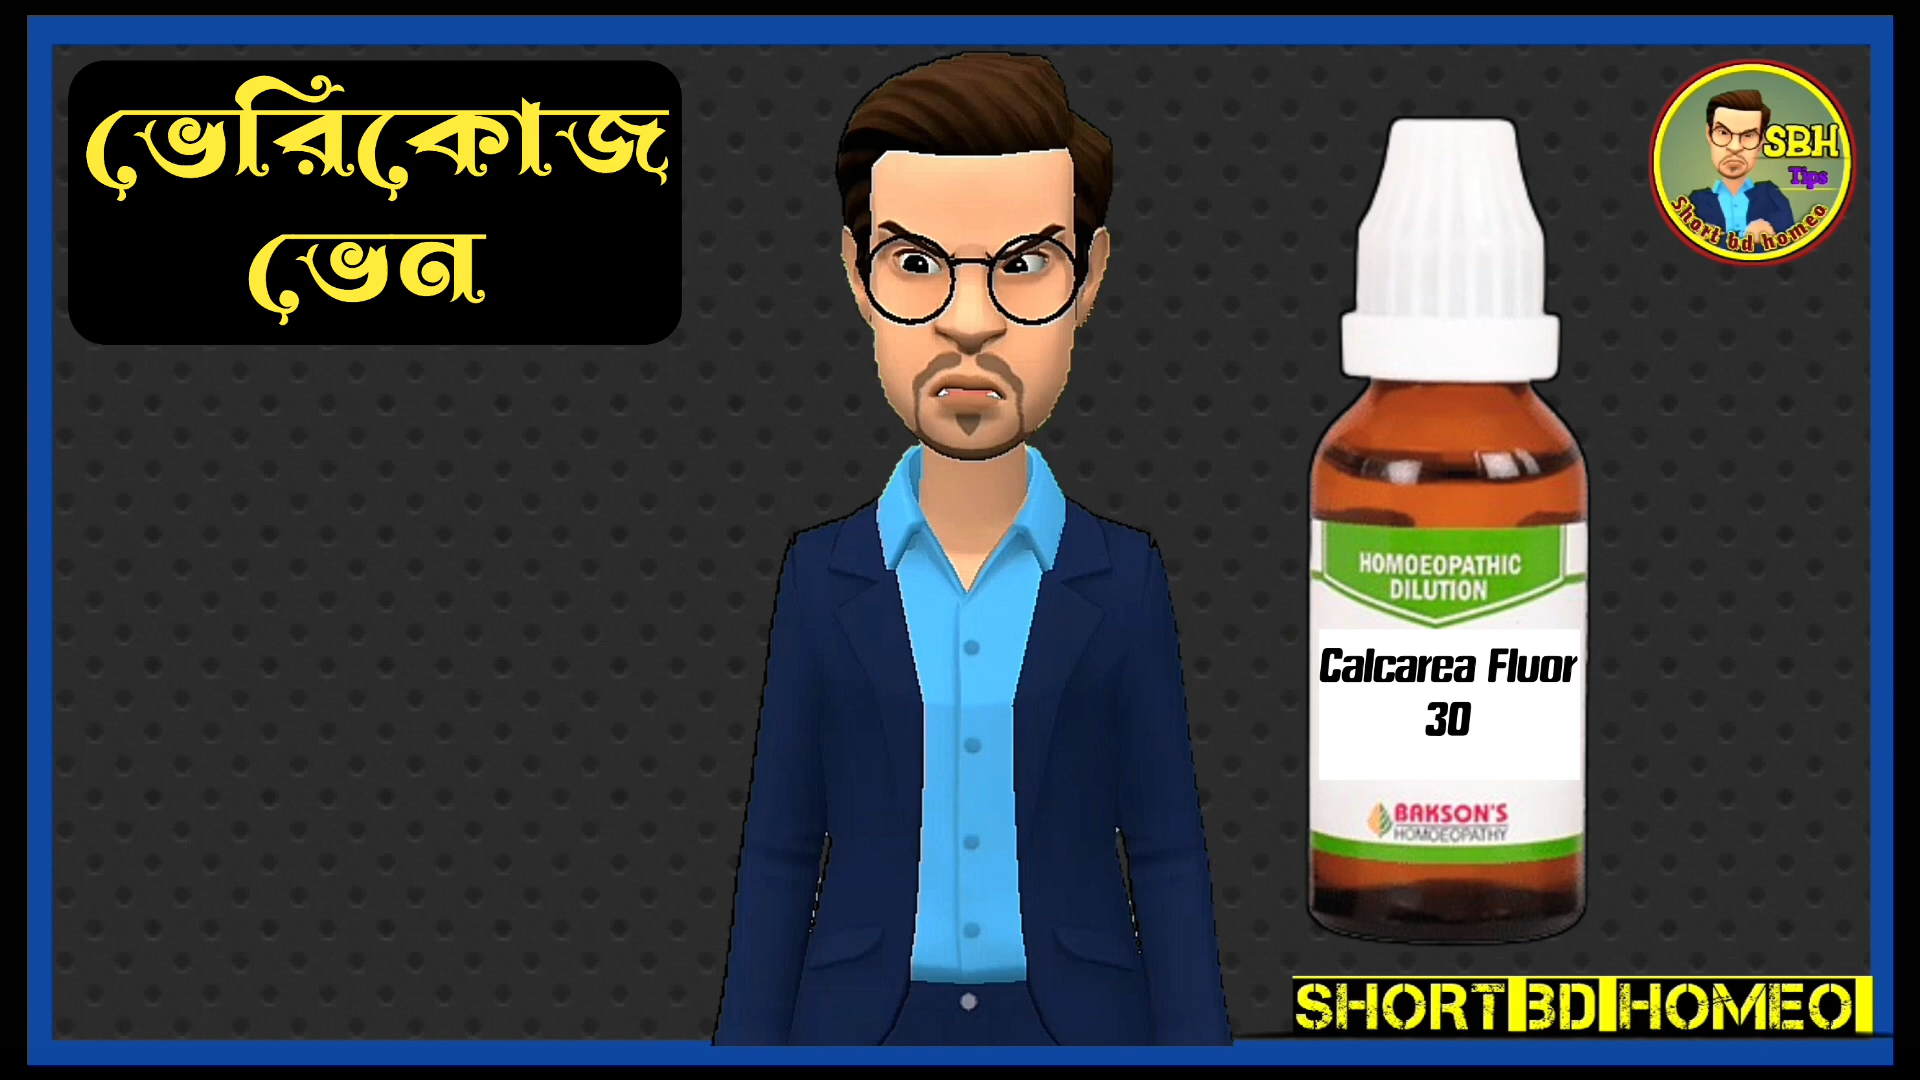 ভেরিকোজ্
ভেন
SBH
Tips
Short bd homeo
HOMOEOPATHIC
DILUTION
Calcarea Fluor
30
BAKSON'S
HOMOEOPATHY
SHORT BD HOMEO